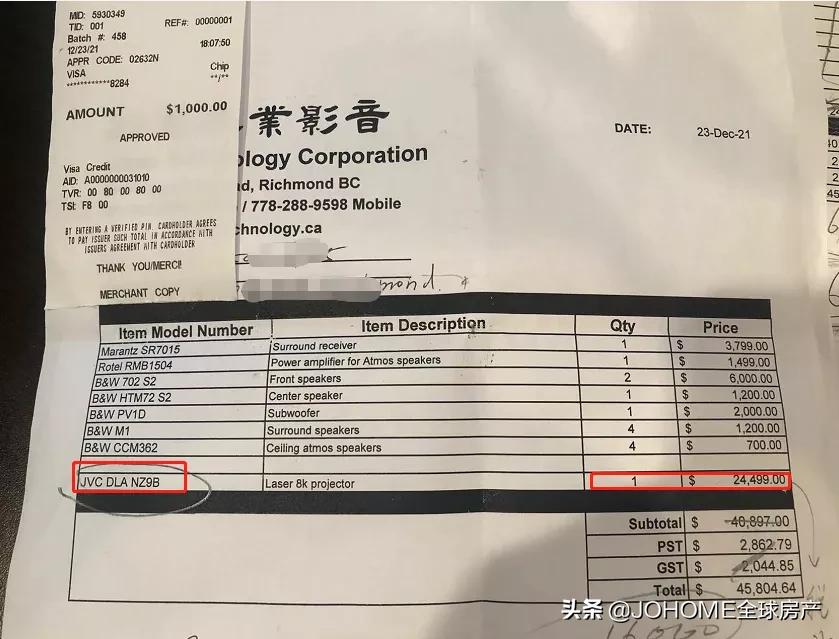 MID: 5930349
TID: 001 REF#: 00000001
Batch #: 458
12/23/21 18:07:50
APPR CODE: 02632N
VISA Chip
************8284 **/**
AMOUNT $1,000.00
APPROVED
Visa Credit
AID: A0000000031010
TVR: 00 80 00 80 00
TSI: F8 00
BY ENTERING A VERIFIED PIN, CARDHOLDER AGREES
TO PAY ISSUER SUCH TOTAL IN ACCORDANCE WITH
ISSUERS AGREEMENT WITH CARDHOLDER
THANK YOU/MERCI!
MERCHANT COPY
業影音
ology Corporation
d, Richmond BC
/ 778-288-9598 Mobile
chnology.ca
DATE: 23-Dec-21
Item Model Number Item Description Qty Price
Marantz SR7015 Surround receiver 1 $ 3,799.00
Rotel RMB1504 Power amplifier for Atmos speakers 1 $ 1,499.00
B&W 702 S2 Front speakers 2 $ 6,000.00
B&W HTM72 S2 Center speaker 1 $ 1,200.00
B&W PV1D Subwoofer 1 $ 2,000.00
B&W M1 Surround speakers 4 $ 1,200.00
B&W CCM362 Ceiling atmos speakers 4 $ 700.00
JVC DLA NZ9B Laser 8k projector 1 $ 24,499.00
Subtotal $ 40,897.00
PST $ 2,862.79
GST $ 2,044.85
Total $ 45,804.64
头条 @JOHOME全球房产